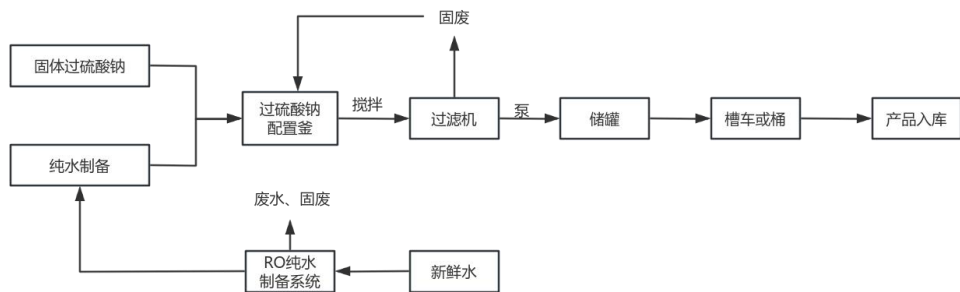 固废
固体过硫酸钠
过硫酸钠
配置釜
搅拌
过滤机
泵
储罐
槽车或桶
产品入库
纯水制备
废水、固废
RO纯水
制备系统
新鲜水